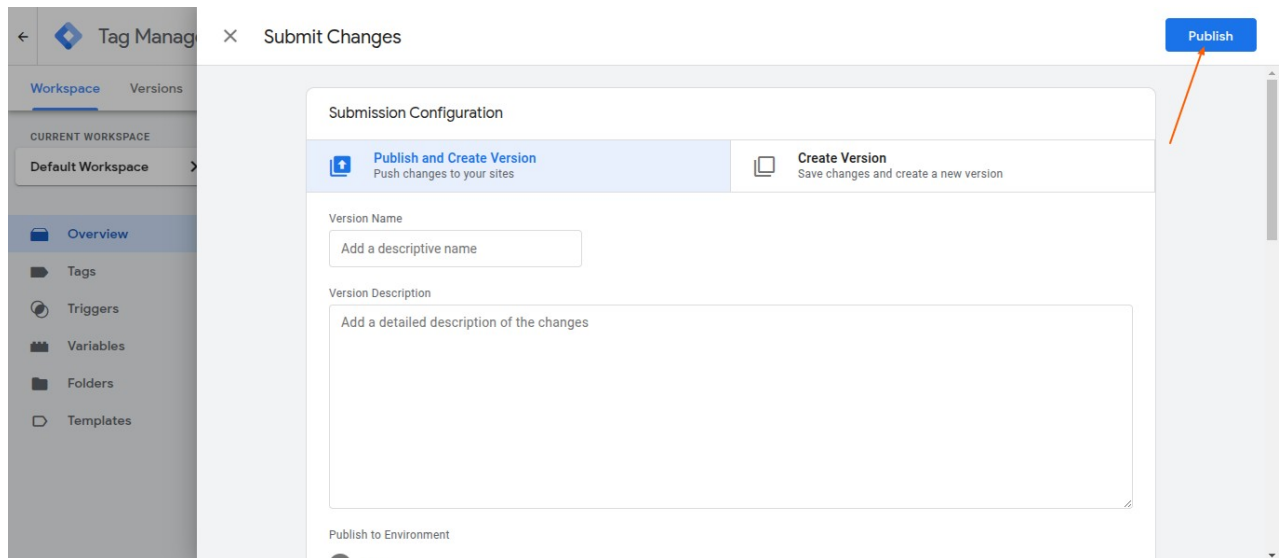 Tag Manag
Submit Changes
Publish
Workspace
Versions
CURRENT WORKSPACE
Default Workspace
Overview
Tags
Triggers
Variables
Folders
Templates
Submission Configuration
Publish and Create Version
Push changes to your sites
Create Version
Save changes and create a new version
Version Name
Add a descriptive name
Version Description
Add a detailed description of the changes
Publish to Environment